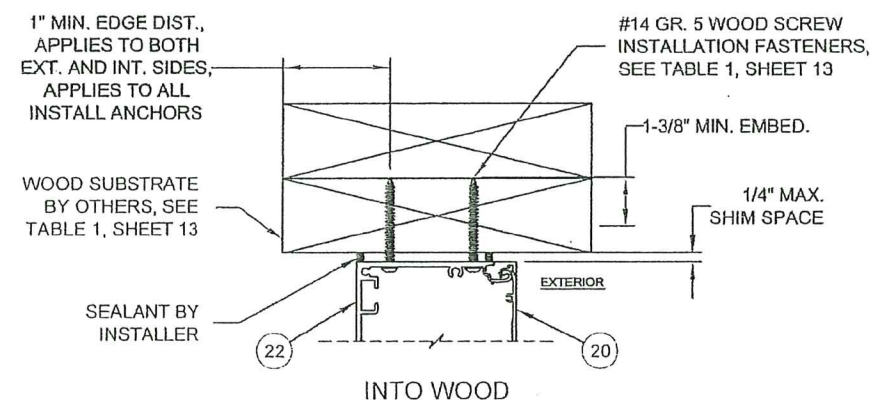 1" MIN. EDGE DIST.,
APPLIES TO BOTH
EXT. AND INT. SIDES,
APPLIES TO ALL
INSTALL ANCHORS
#14 GR. 5 WOOD SCREW
INSTALLATION FASTENERS,
SEE TABLE 1, SHEET 13
1-3/8" MIN. EMBED.
WOOD SUBSTRATE
BY OTHERS, SEE
TABLE 1, SHEET 13
1/4" MAX.
SHIM SPACE
EXTERIOR
SEALANT BY
INSTALLER
22
20
INTO WOOD